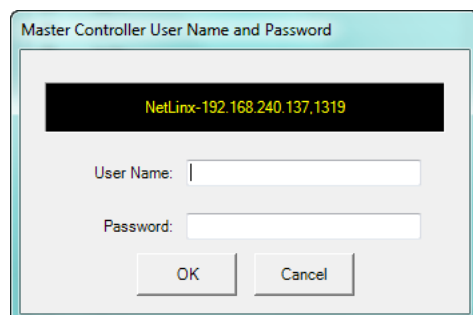 Master Controller User Name and Password
NetLinx-192.168.240.137,1319
User Name:
Password:
OK Cancel